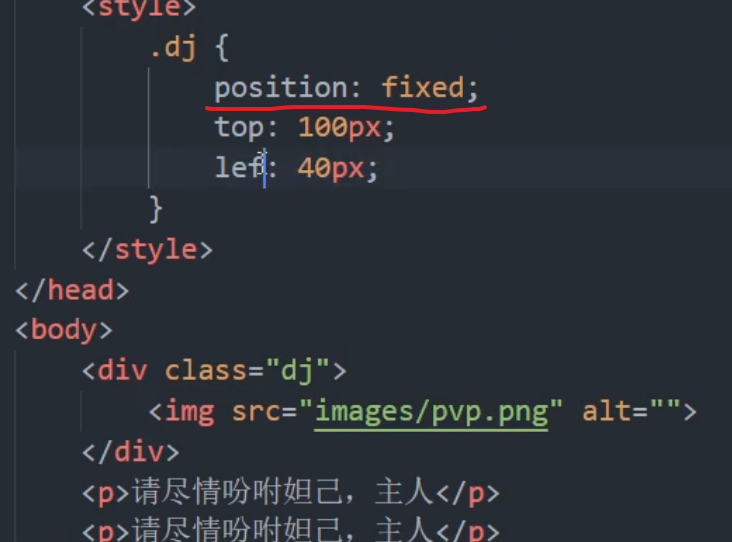 <style>
.dj {
position: fixed;
top: 100px;
left: 40px;
}
</style>
</head>
<body>
<div class="dj">
<img src="images/pvp.png" alt="">
</div>
<p>请尽情吩咐妲己，主人</p>
<p>请尽情吩咐妲己，主人</p>